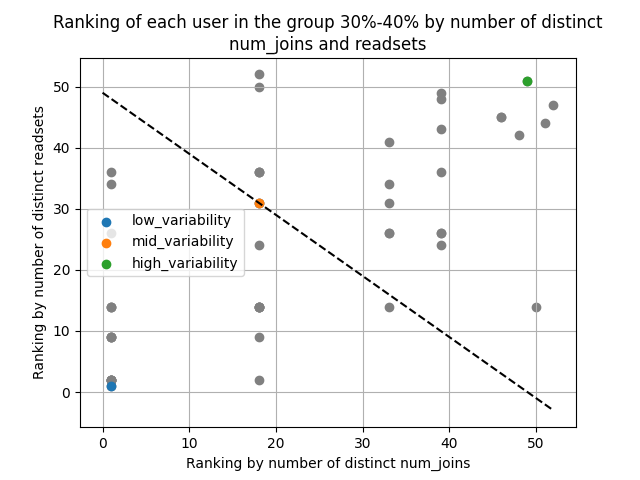 Ranking of each user in the group 30%-40% by number of distinct
num_joins and readsets
Ranking by number of distinct readsets
50
40
30
20
10
0
low_variability
mid_variability
high_variability
0 10 20 30 40 50
Ranking by number of distinct num_joins